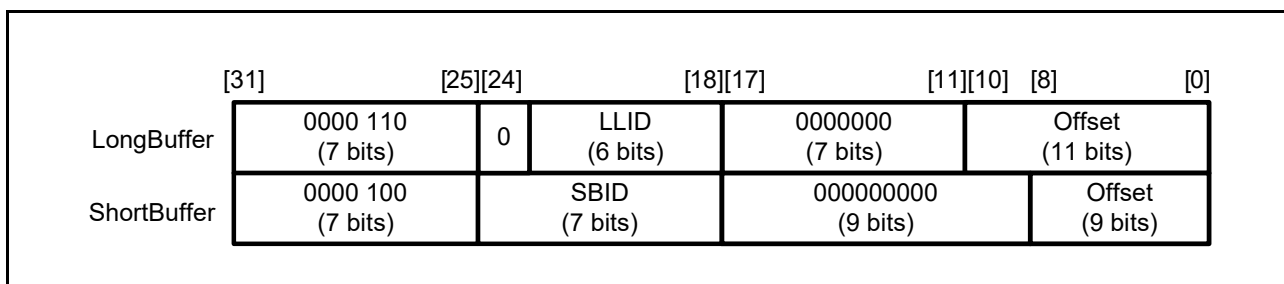 [31] [25][24] [18][17] [11][10] [8] [0]
LongBuffer 0000 110 0 LLID 0000000 Offset
(7 bits) (6 bits) (7 bits) (11 bits)
ShortBuffer 0000 100 SBID 000000000 Offset
(7 bits) (7 bits) (9 bits) (9 bits)